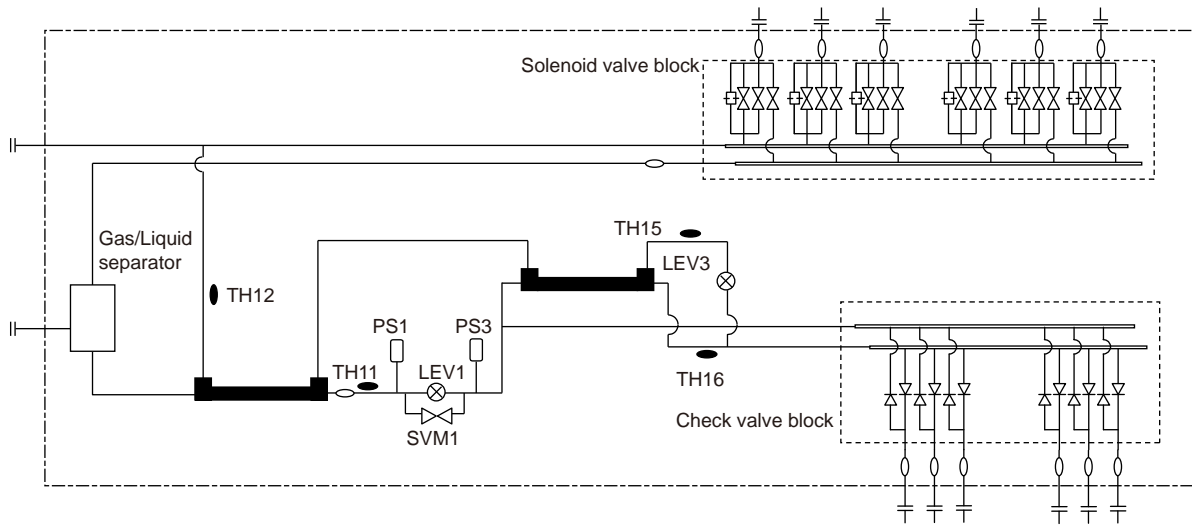 Solenoid valve block
Gas/Liquid
separator
TH15
LEV3
TH12
PS1
PS3
TH11
LEV1
TH16
SVM1
Check valve block